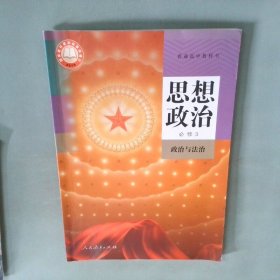 普通高中教科书
思想
政治
必修3
政治与法治
人民教育出版社